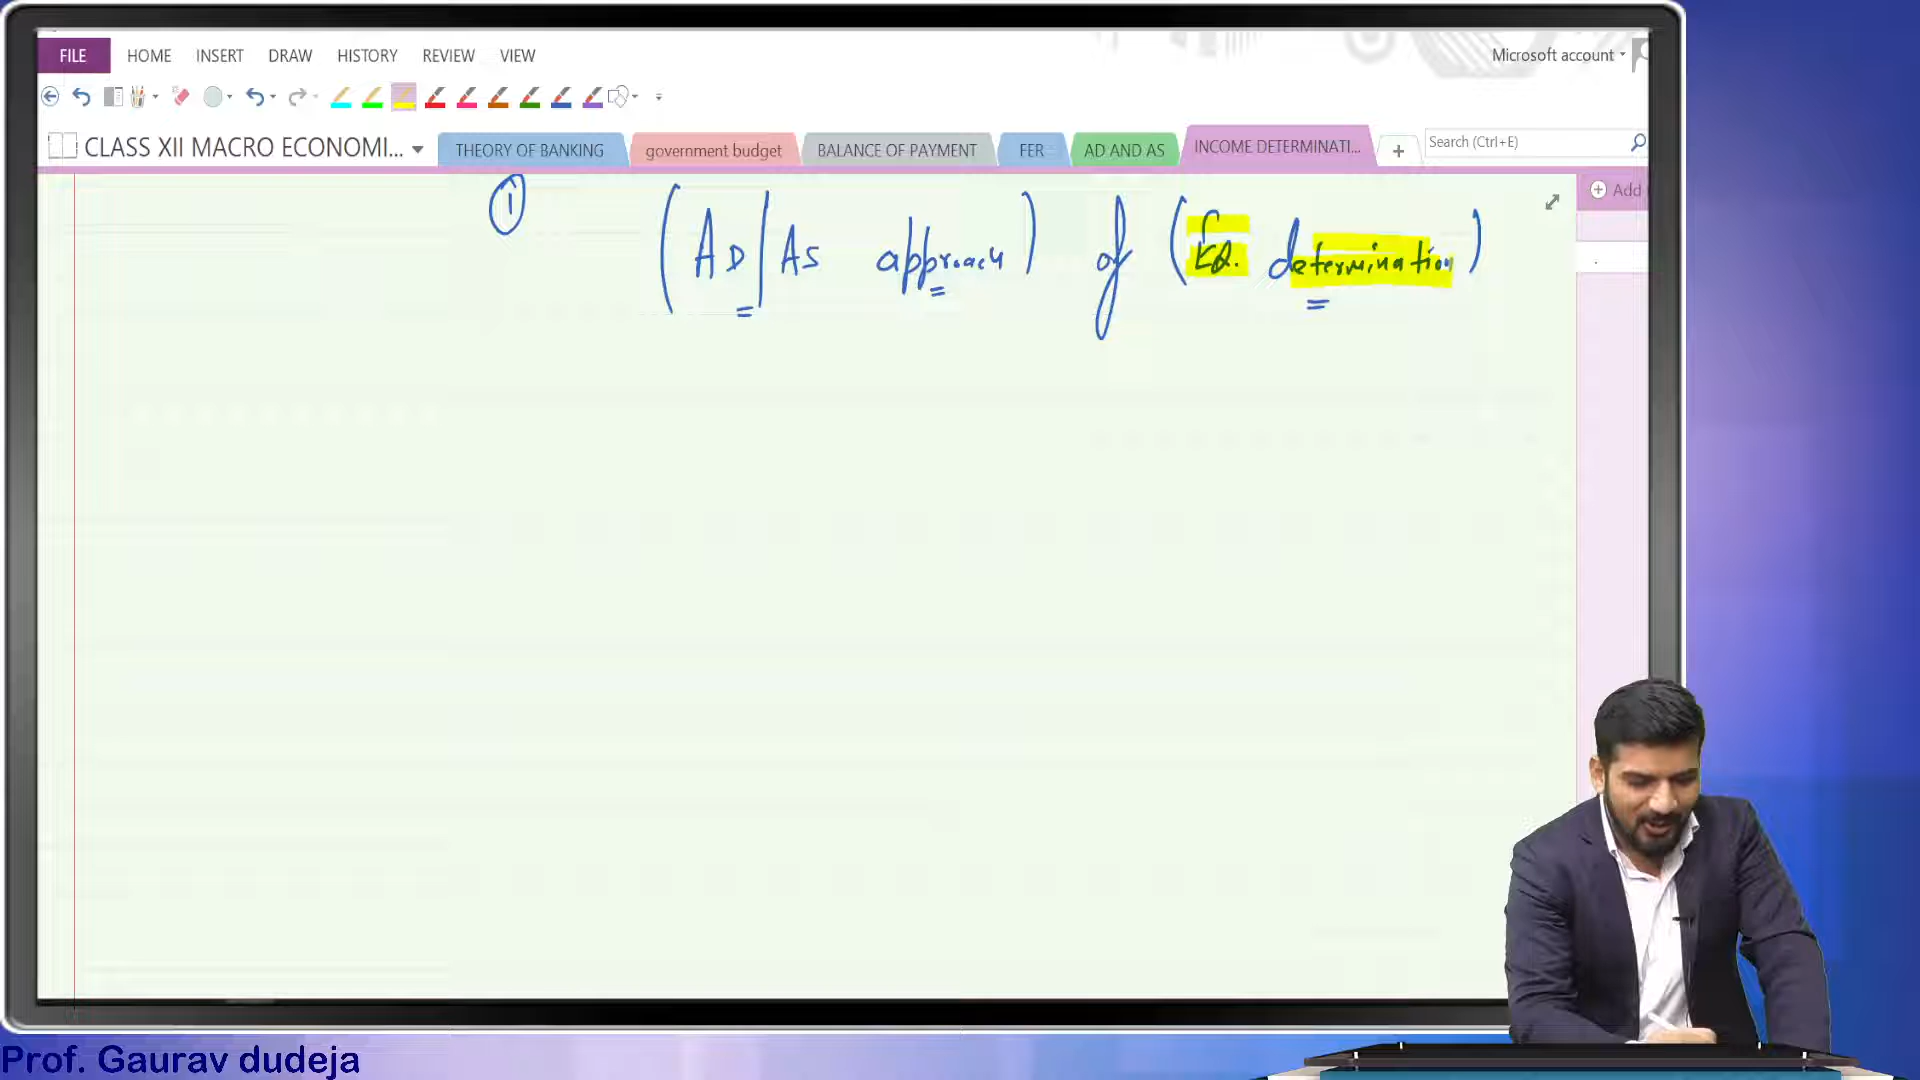 FILE HOME INSERT DRAW HISTORY REVIEW VIEW Microsoft account
CLASS XII MACRO ECONOMI... THEORY OF BANKING government budget BALANCE OF PAYMENT FER AD AND AS INCOME DETERMINATI... + Search (Ctrl+E)
Add
1
(AD|AS approach) of (Eq. determination)
Prof. Gaurav dudeja